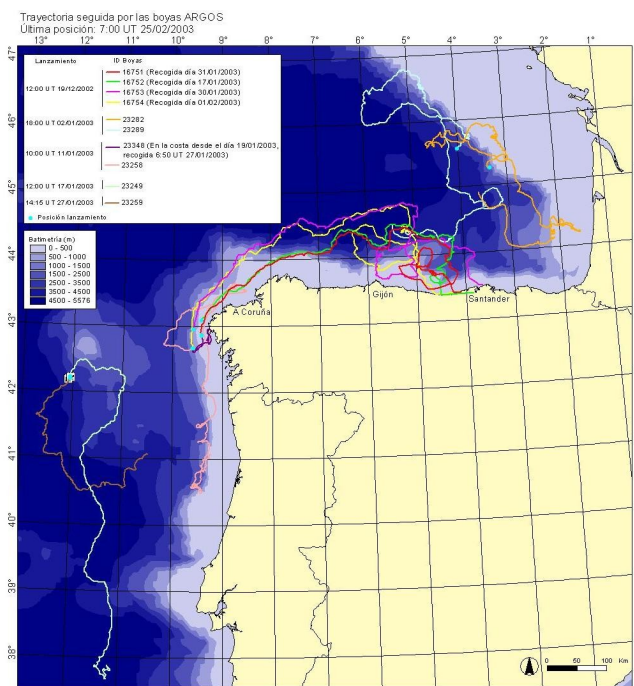 Trayectoria seguida por las boyas ARGOS
Última posición: 7:00 UT 25/02/2003
13° 12° 11° 10° 9° 8° 7° 6° 5° 4° 3° 2° 1°
47°
Lanzamiento ID Boyas
12:00 UT 19/12/2002
16751 (Recogida día 31/01/2003)
16752 (Recogida día 17/01/2003)
16753 (Recogida día 30/01/2003)
16754 (Recogida día 01/02/2003)
18:00 UT 02/01/2003
23282
23289
10:00 UT 11/01/2003
23348 (En la costa desde el día 19/01/2003,
recogida 6:50 UT 27/01/2003)
23258
12:00 UT 17/01/2003 23249
14:15 UT 27/01/2003 23259
Posición lanzamiento
46°
45°
Batimetría (m)
0 - 500
500 - 1000
1000 - 1500
1500 - 2500
2500 - 3500
3500 - 4500
4500 - 5576
44°
Gijón
Santander
A Coruña
43°
42°
41°
40°
39°
38°
0 50 100 Km